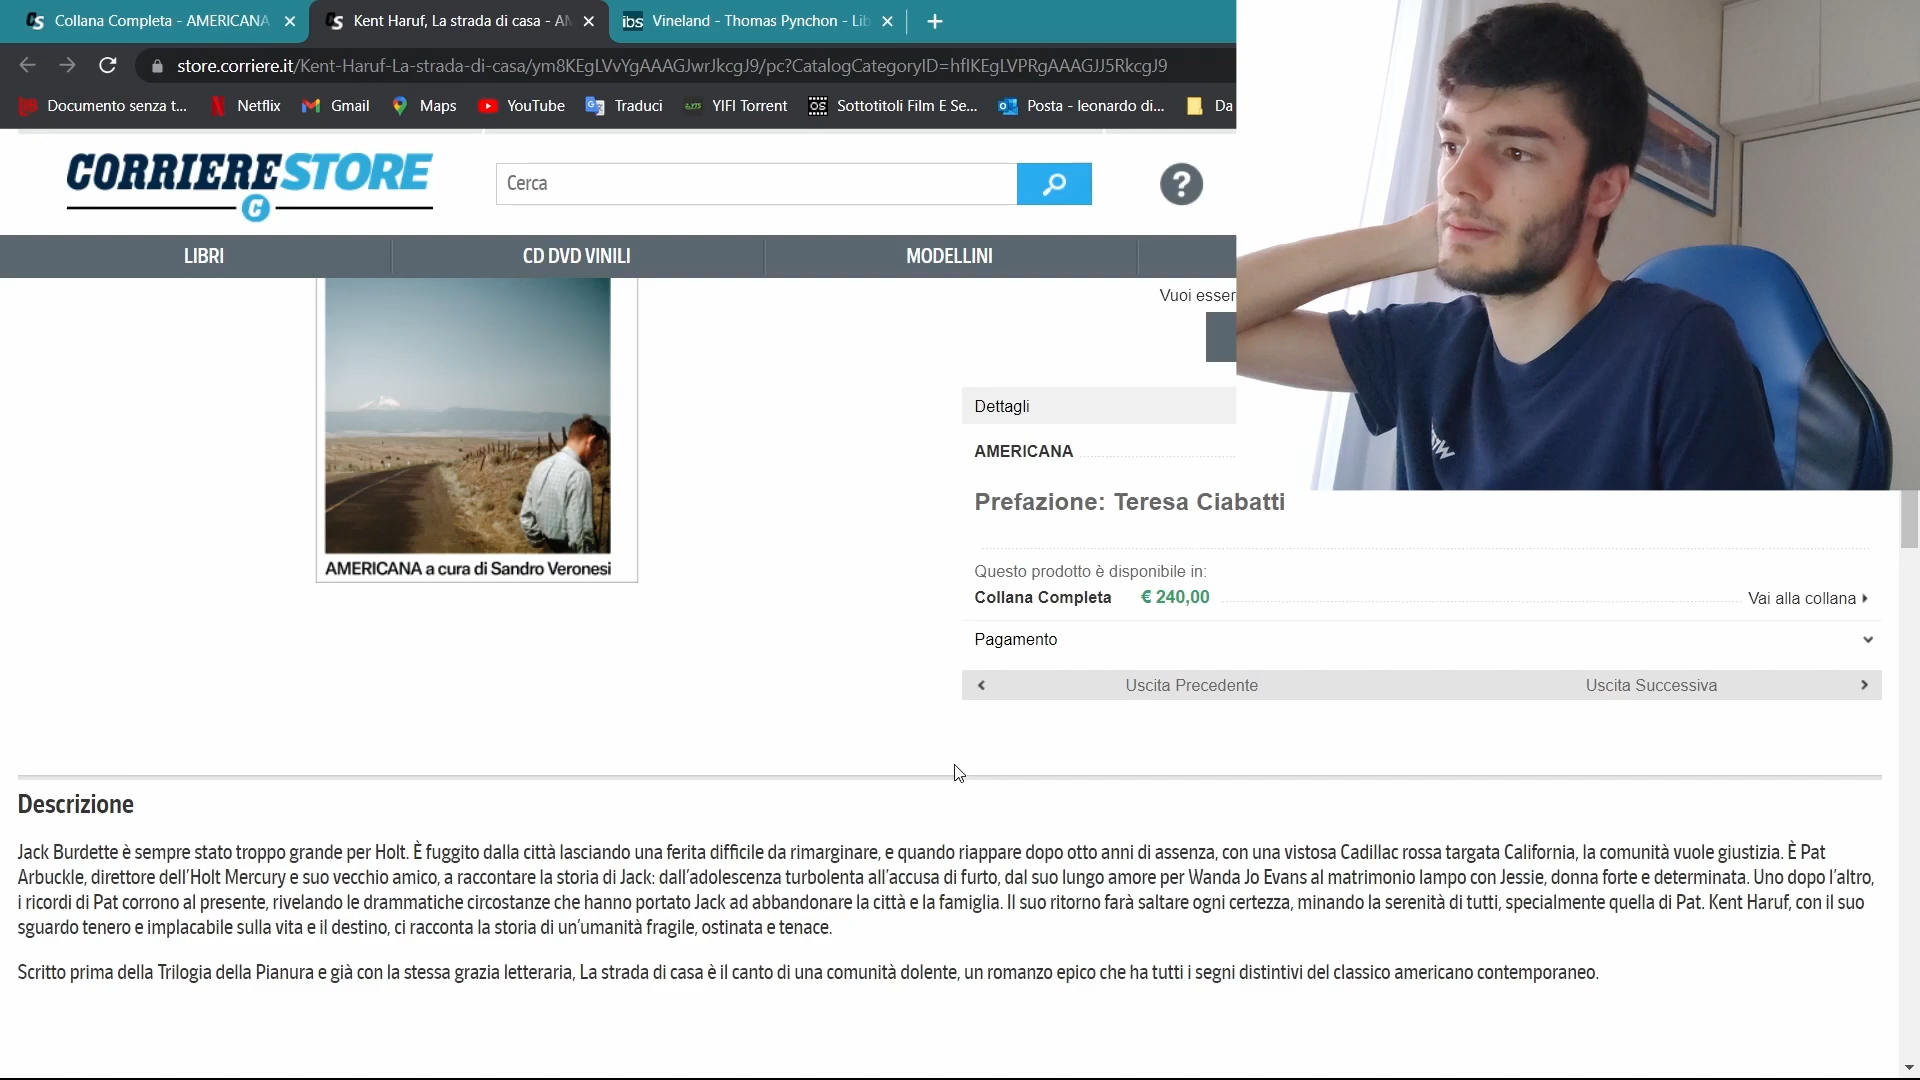 Collana Completa - AMERICANA
Kent Haruf, La strada di casa - AM
ibs Vineland - Thomas Pynchon - Lib
store.corriere.it/Kent-Haruf-La-strada-di-casa/ym8KEgLVvYgAAAGJwrJkcgJ9/pc?CatalogCategoryID=hfIKEgLVPRgAAAGJJ5RkcgJ9
Documento senza t... Netflix Gmail Maps YouTube Traduci YIFI Torrent Sottotitoli Film E Se... Posta - leonardo di... Da
CORRIERESTORE
C
Cerca
?
LIBRI CD DVD VINILI MODELLINI
Vuoi esser
Dettagli
AMERICANA
Prefazione: Teresa Ciabatti
AMERICANA a cura di Sandro Veronesi
Questo prodotto è disponibile in:
Collana Completa € 240,00 Vai alla collana
Pagamento
Uscita Precedente Uscita Successiva
Descrizione
Jack Burdette è sempre stato troppo grande per Holt. È fuggito dalla città lasciando una ferita difficile da rimarginare, e quando riappare dopo otto anni di assenza, con una vistosa Cadillac rossa targata California, la comunità vuole giustizia. È Pat
Arbuckle, direttore dell'Holt Mercury e suo vecchio amico, a raccontare la storia di Jack: dall'adolescenza turbolenta all'accusa di furto, dal suo lungo amore per Wanda Jo Evans al matrimonio lampo con Jessie, donna forte e determinata. Uno dopo l'altro,
i ricordi di Pat corrono al presente, rivelando le drammatiche circostanze che hanno portato Jack ad abbandonare la città e la famiglia. Il suo ritorno farà saltare ogni certezza, minando la serenità di tutti, specialmente quella di Pat. Kent Haruf, con il suo
sguardo tenero e implacabile sulla vita e il destino, ci racconta la storia di un'umanità fragile, ostinata e tenace.
Scritto prima della Trilogia della Pianura e già con la stessa grazia letteraria, La strada di casa è il canto di una comunità dolente, un romanzo epico che ha tutti i segni distintivi del classico americano contemporaneo.